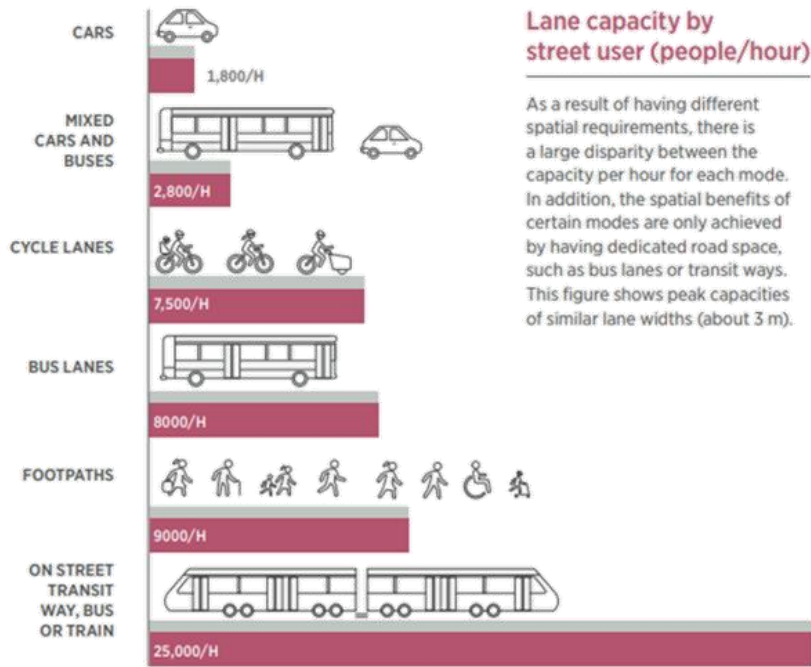 Lane capacity by
street user (people/hour)
As a result of having different
spatial requirements, there is
a large disparity between the
capacity per hour for each mode.
In addition, the spatial benefits of
certain modes are only achieved
by having dedicated road space,
such as bus lanes or transit ways.
This figure shows peak capacities
of similar lane widths (about 3 m).
CARS
1,800/H
MIXED
CARS AND
BUSES
2,800/H
CYCLE LANES
7,500/H
BUS LANES
8000/H
FOOTPATHS
9000/H
ON STREET
TRANSIT
WAY, BUS
OR TRAIN
25,000/H